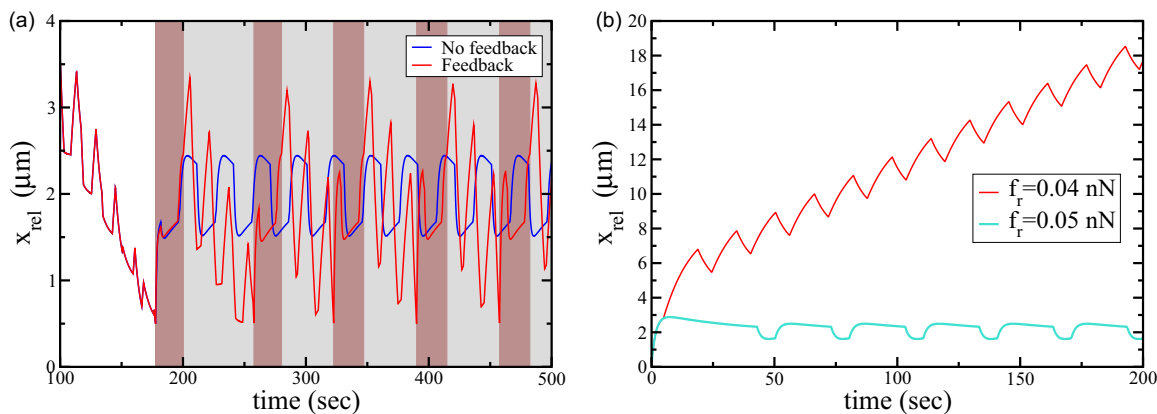 (a)
4
3
2
1
0
100
200
300
400
500
x_rel (μm)
time (sec)
No feedback
Feedback
(b)
20
18
16
14
12
10
8
6
4
2
0
0
50
100
150
200
x_rel (μm)
time (sec)
f_r=0.04 nN
f_r=0.05 nN